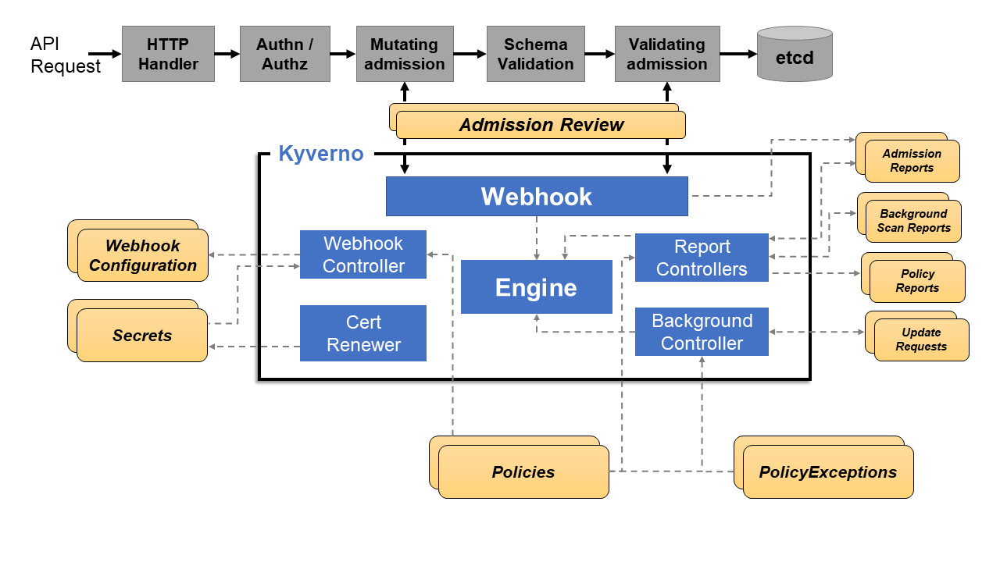 API
Request
HTTP
Handler
Authn /
Authz
Mutating
admission
Schema
Validation
Validating
admission
etcd
Admission Review
Kyverno
Webhook
Admission
Reports
Background
Scan Reports
Policy
Reports
Update
Requests
Webhook
Configuration
Secrets
Webhook
Controller
Cert
Renewer
Engine
Report
Controllers
Background
Controller
Policies
PolicyExceptions